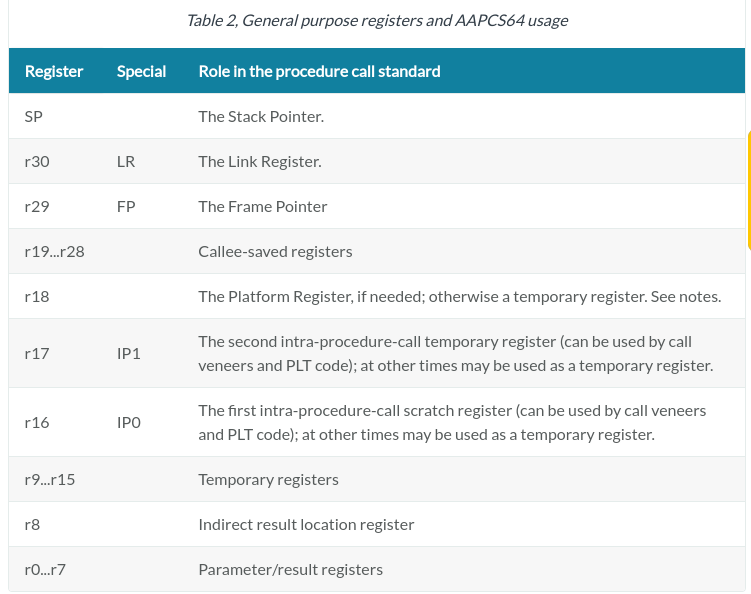 Table 2, General purpose registers and AAPCS64 usage
Register Special Role in the procedure call standard
SP The Stack Pointer.
r30 LR The Link Register.
r29 FP The Frame Pointer
r19...r28 Callee-saved registers
r18 The Platform Register, if needed; otherwise a temporary register. See notes.
r17 IP1 The second intra-procedure-call temporary register (can be used by call
veneers and PLT code); at other times may be used as a temporary register.
r16 IP0 The first intra-procedure-call scratch register (can be used by call veneers
and PLT code); at other times may be used as a temporary register.
r9...r15 Temporary registers
r8 Indirect result location register
r0...r7 Parameter/result registers